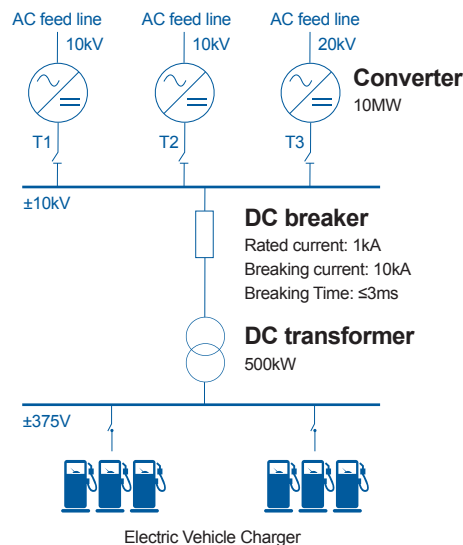 AC feed line AC feed line AC feed line
10kV 10kV 20kV
Converter
10MW
T1 T2 T3
±10kV
DC breaker
Rated current: 1kA
Breaking current: 10kA
Breaking Time: ≤3ms
DC transformer
500kW
±375V
Electric Vehicle Charger